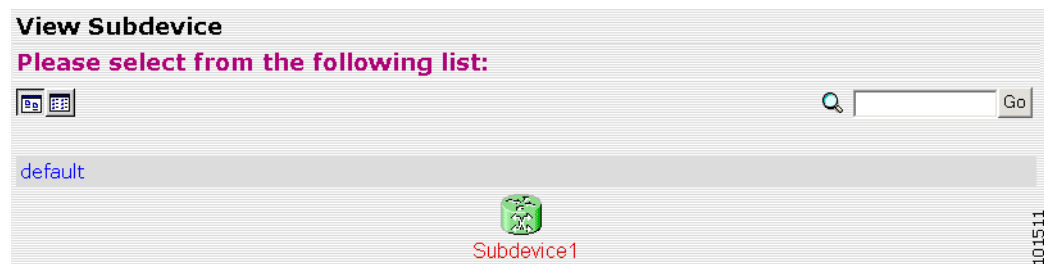 View Subdevice
Please select from the following list:
Go
default
Subdevice1
101511